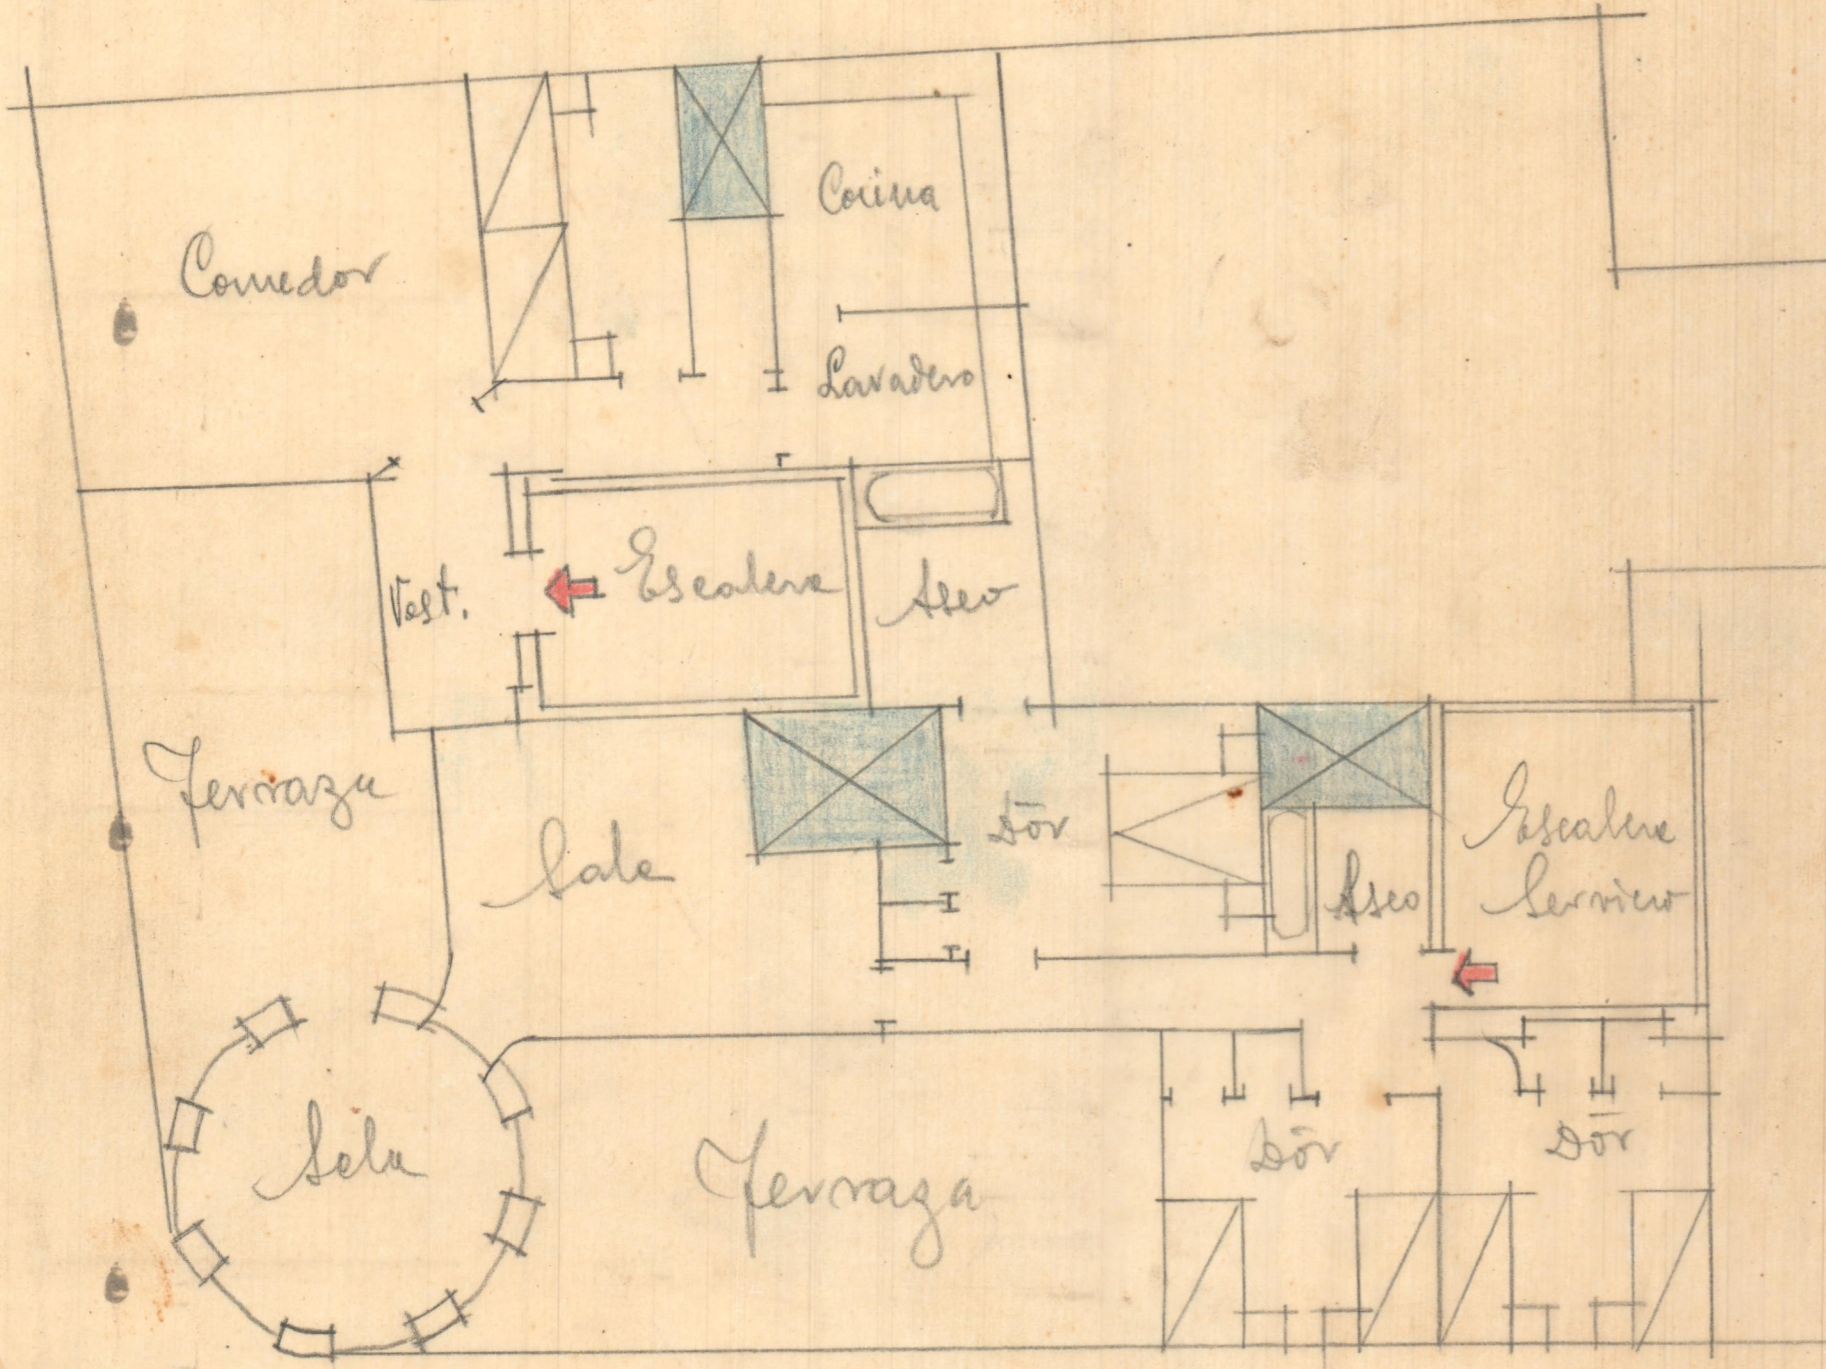 Cocina
Comedor
Lavadero
Vest.
Escalera
Aseo
Terraza
Sala
Dōr
Aseo
Escalera
Servicio
Sala
Terraza
Dōr
Dōr